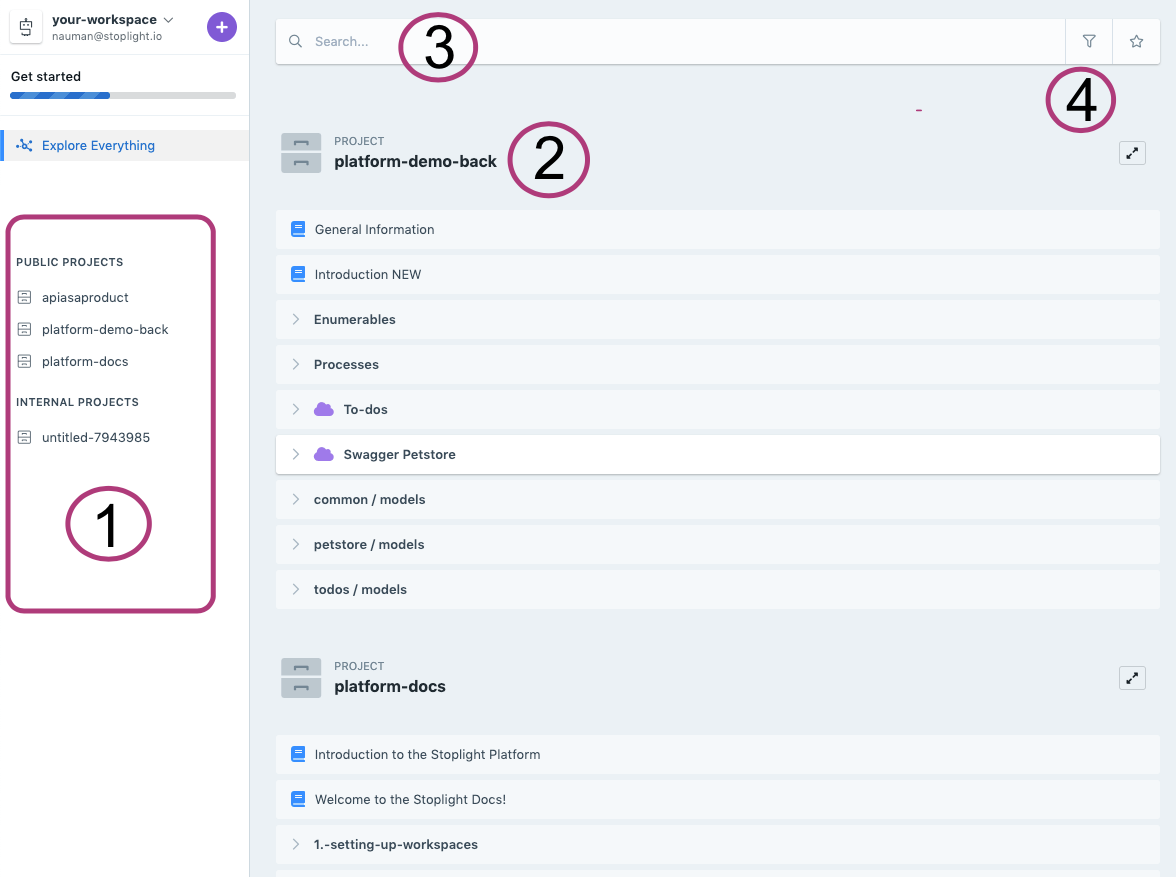 your-workspace
nauman@stoplight.io
Get started
Explore Everything
PUBLIC PROJECTS
apiasaproduct
platform-demo-back
platform-docs
INTERNAL PROJECTS
untitled-7943985
1
Search...
3
4
PROJECT
platform-demo-back
2
General Information
Introduction NEW
Enumerables
Processes
To-dos
Swagger Petstore
common / models
petstore / models
todos / models
PROJECT
platform-docs
Introduction to the Stoplight Platform
Welcome to the Stoplight Docs!
1.-setting-up-workspaces